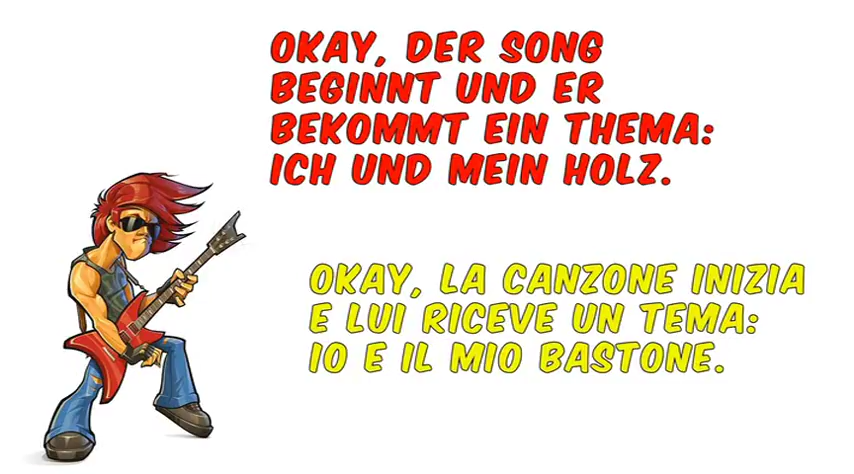 OKAY, DER SONG
BEGINNT UND ER
BEKOMMT EIN THEMA:
ICH UND MEIN HOLZ.
OKAY, LA CANZONE INIZIA
E LUI RICEVE UN TEMA:
IO E IL MIO BASTONE.